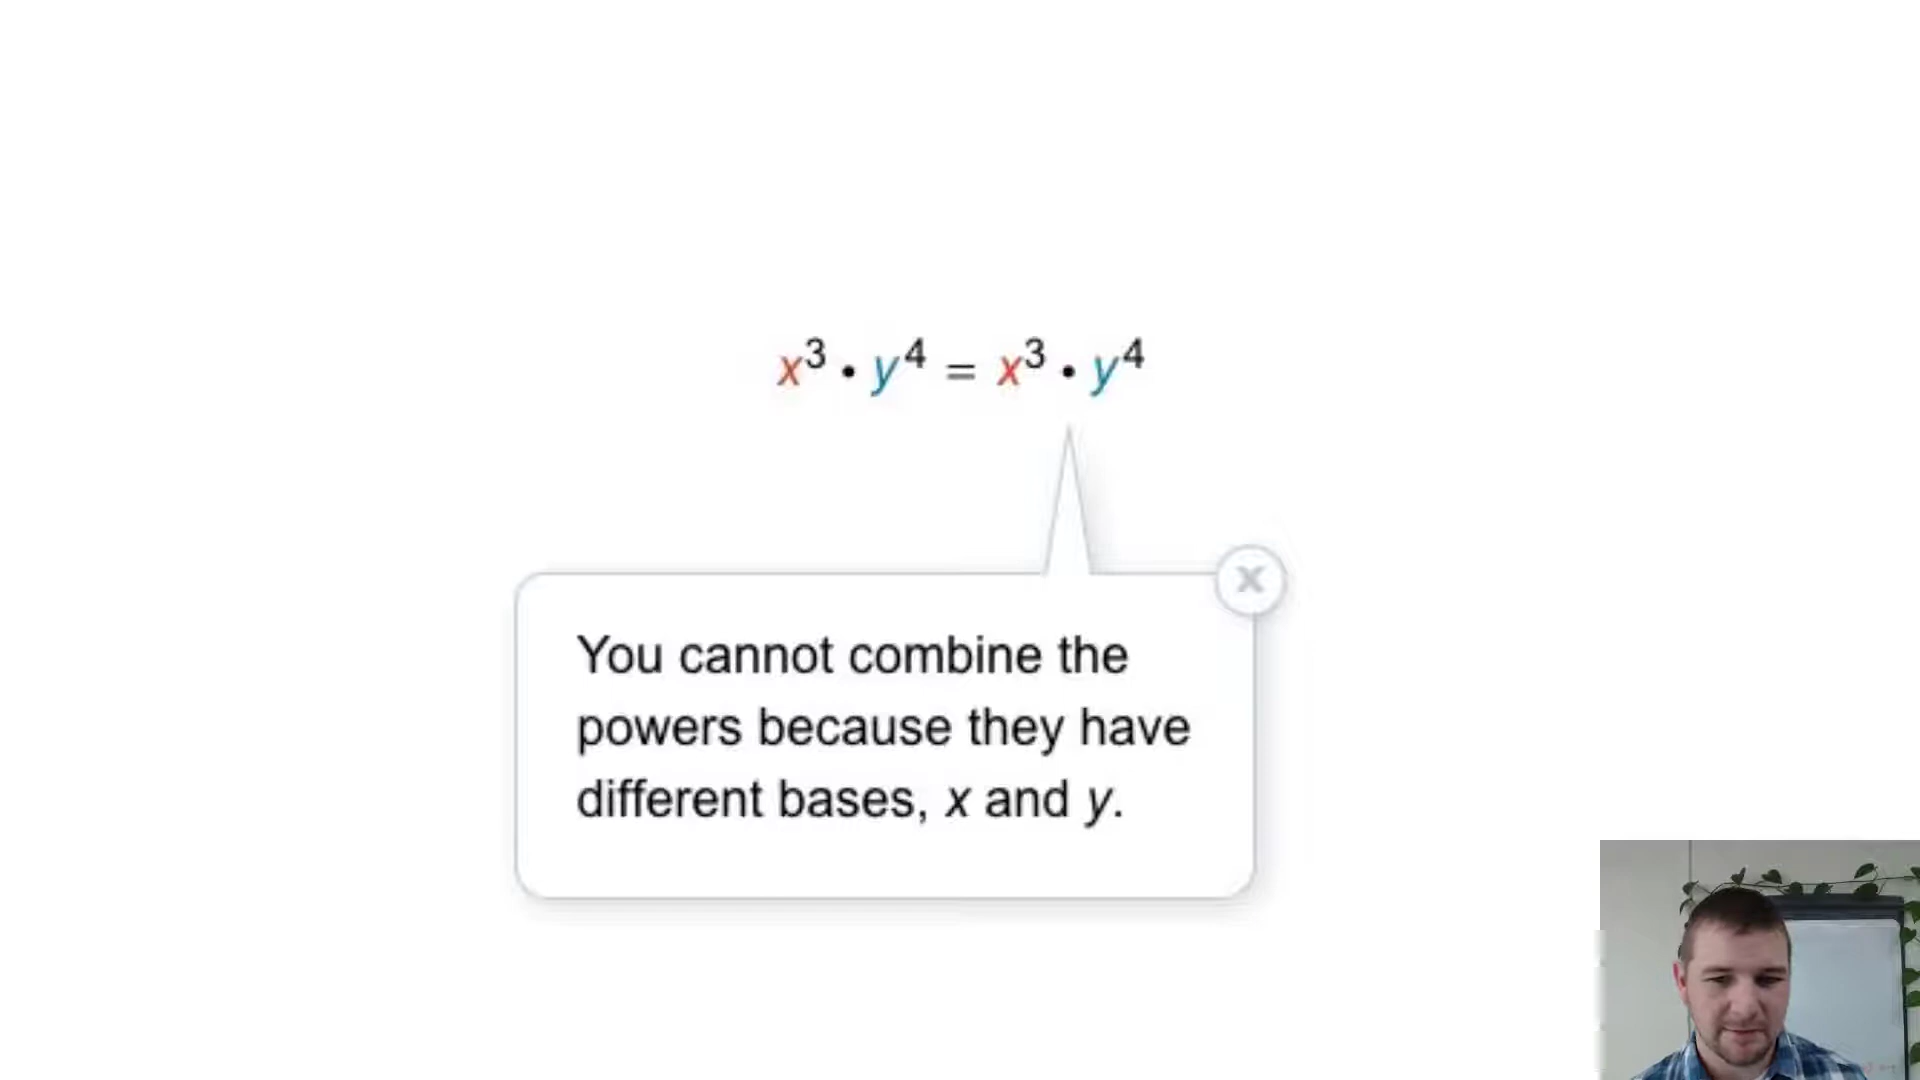 x³ • y⁴ = x³ • y⁴
x
You cannot combine the
powers because they have
different bases, x and y.